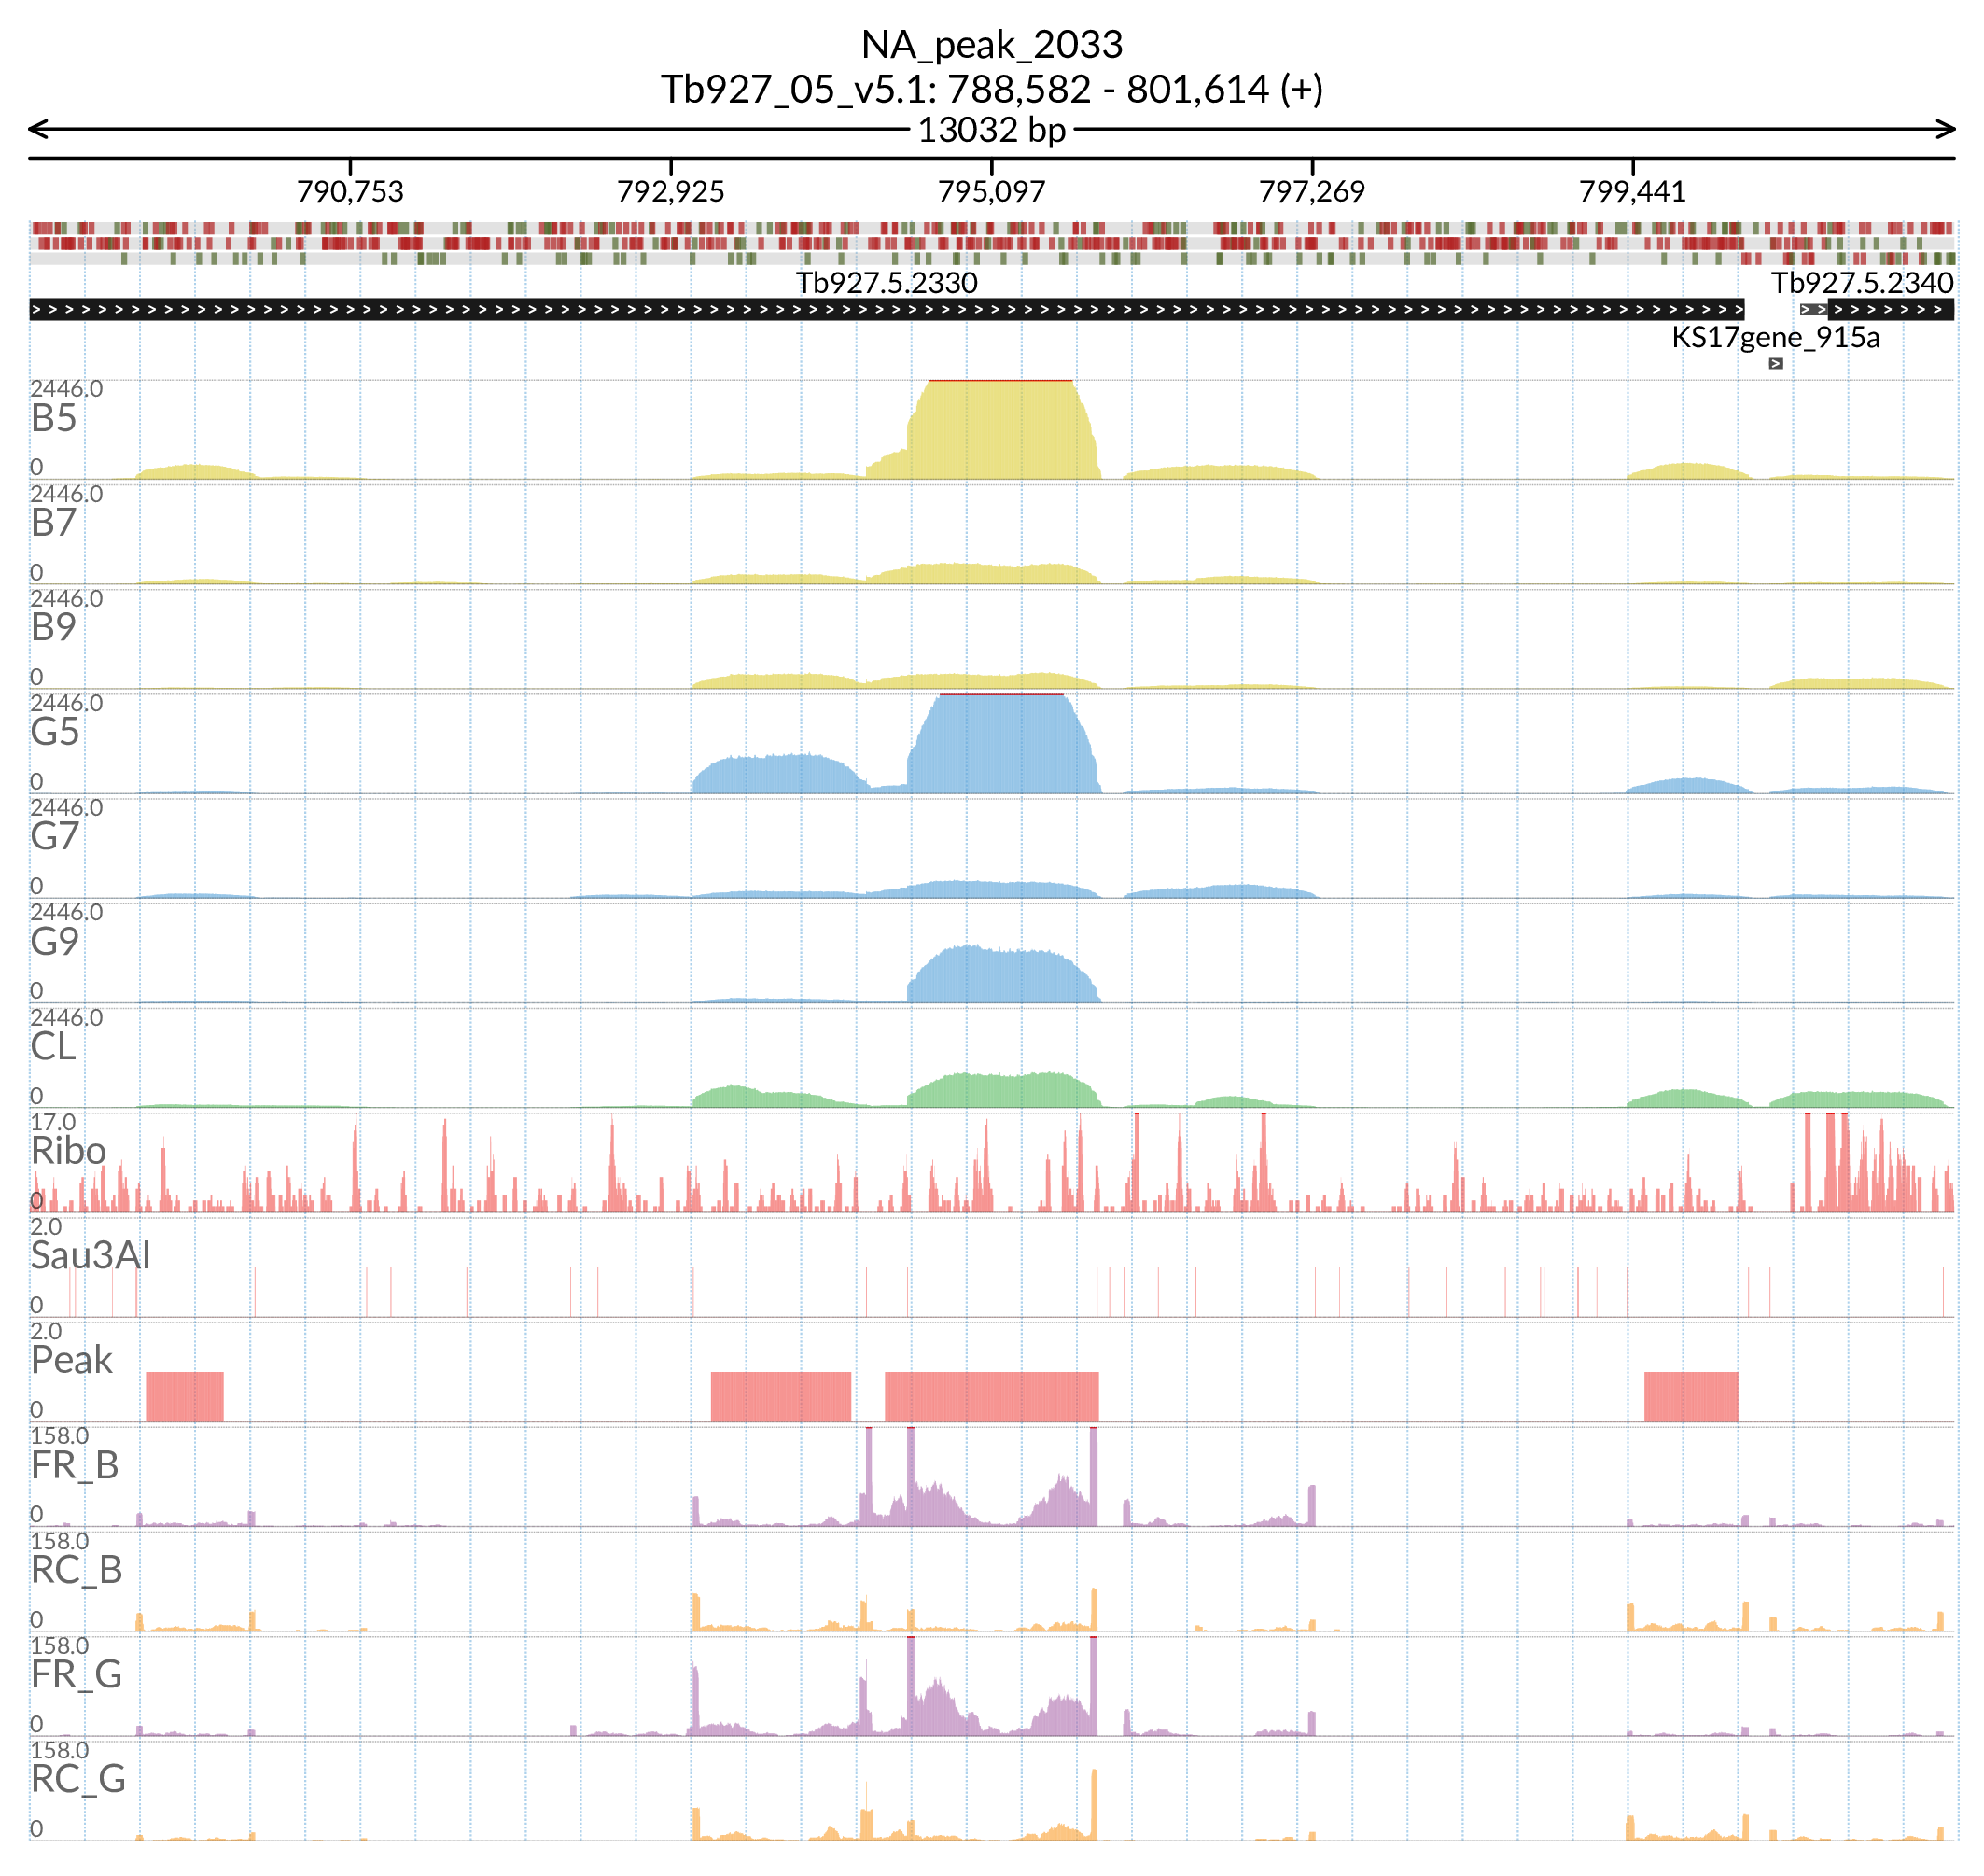 NA_peak_2033
Tb927_05_v5.1: 788,582 - 801,614 (+)
13032 bp
790,753 792,925 795,097 797,269 799,441
Tb927.5.2330 Tb927.5.2340
KS17gene_915a
2446.0
B5
0
2446.0
B7
0
2446.0
B9
0
2446.0
G5
0
2446.0
G7
0
2446.0
G9
0
2446.0
CL
0
17.0
Ribo
0
2.0
Sau3AI
0
2.0
Peak
0
158.0
FR_B
0
158.0
RC_B
0
158.0
FR_G
0
158.0
RC_G
0